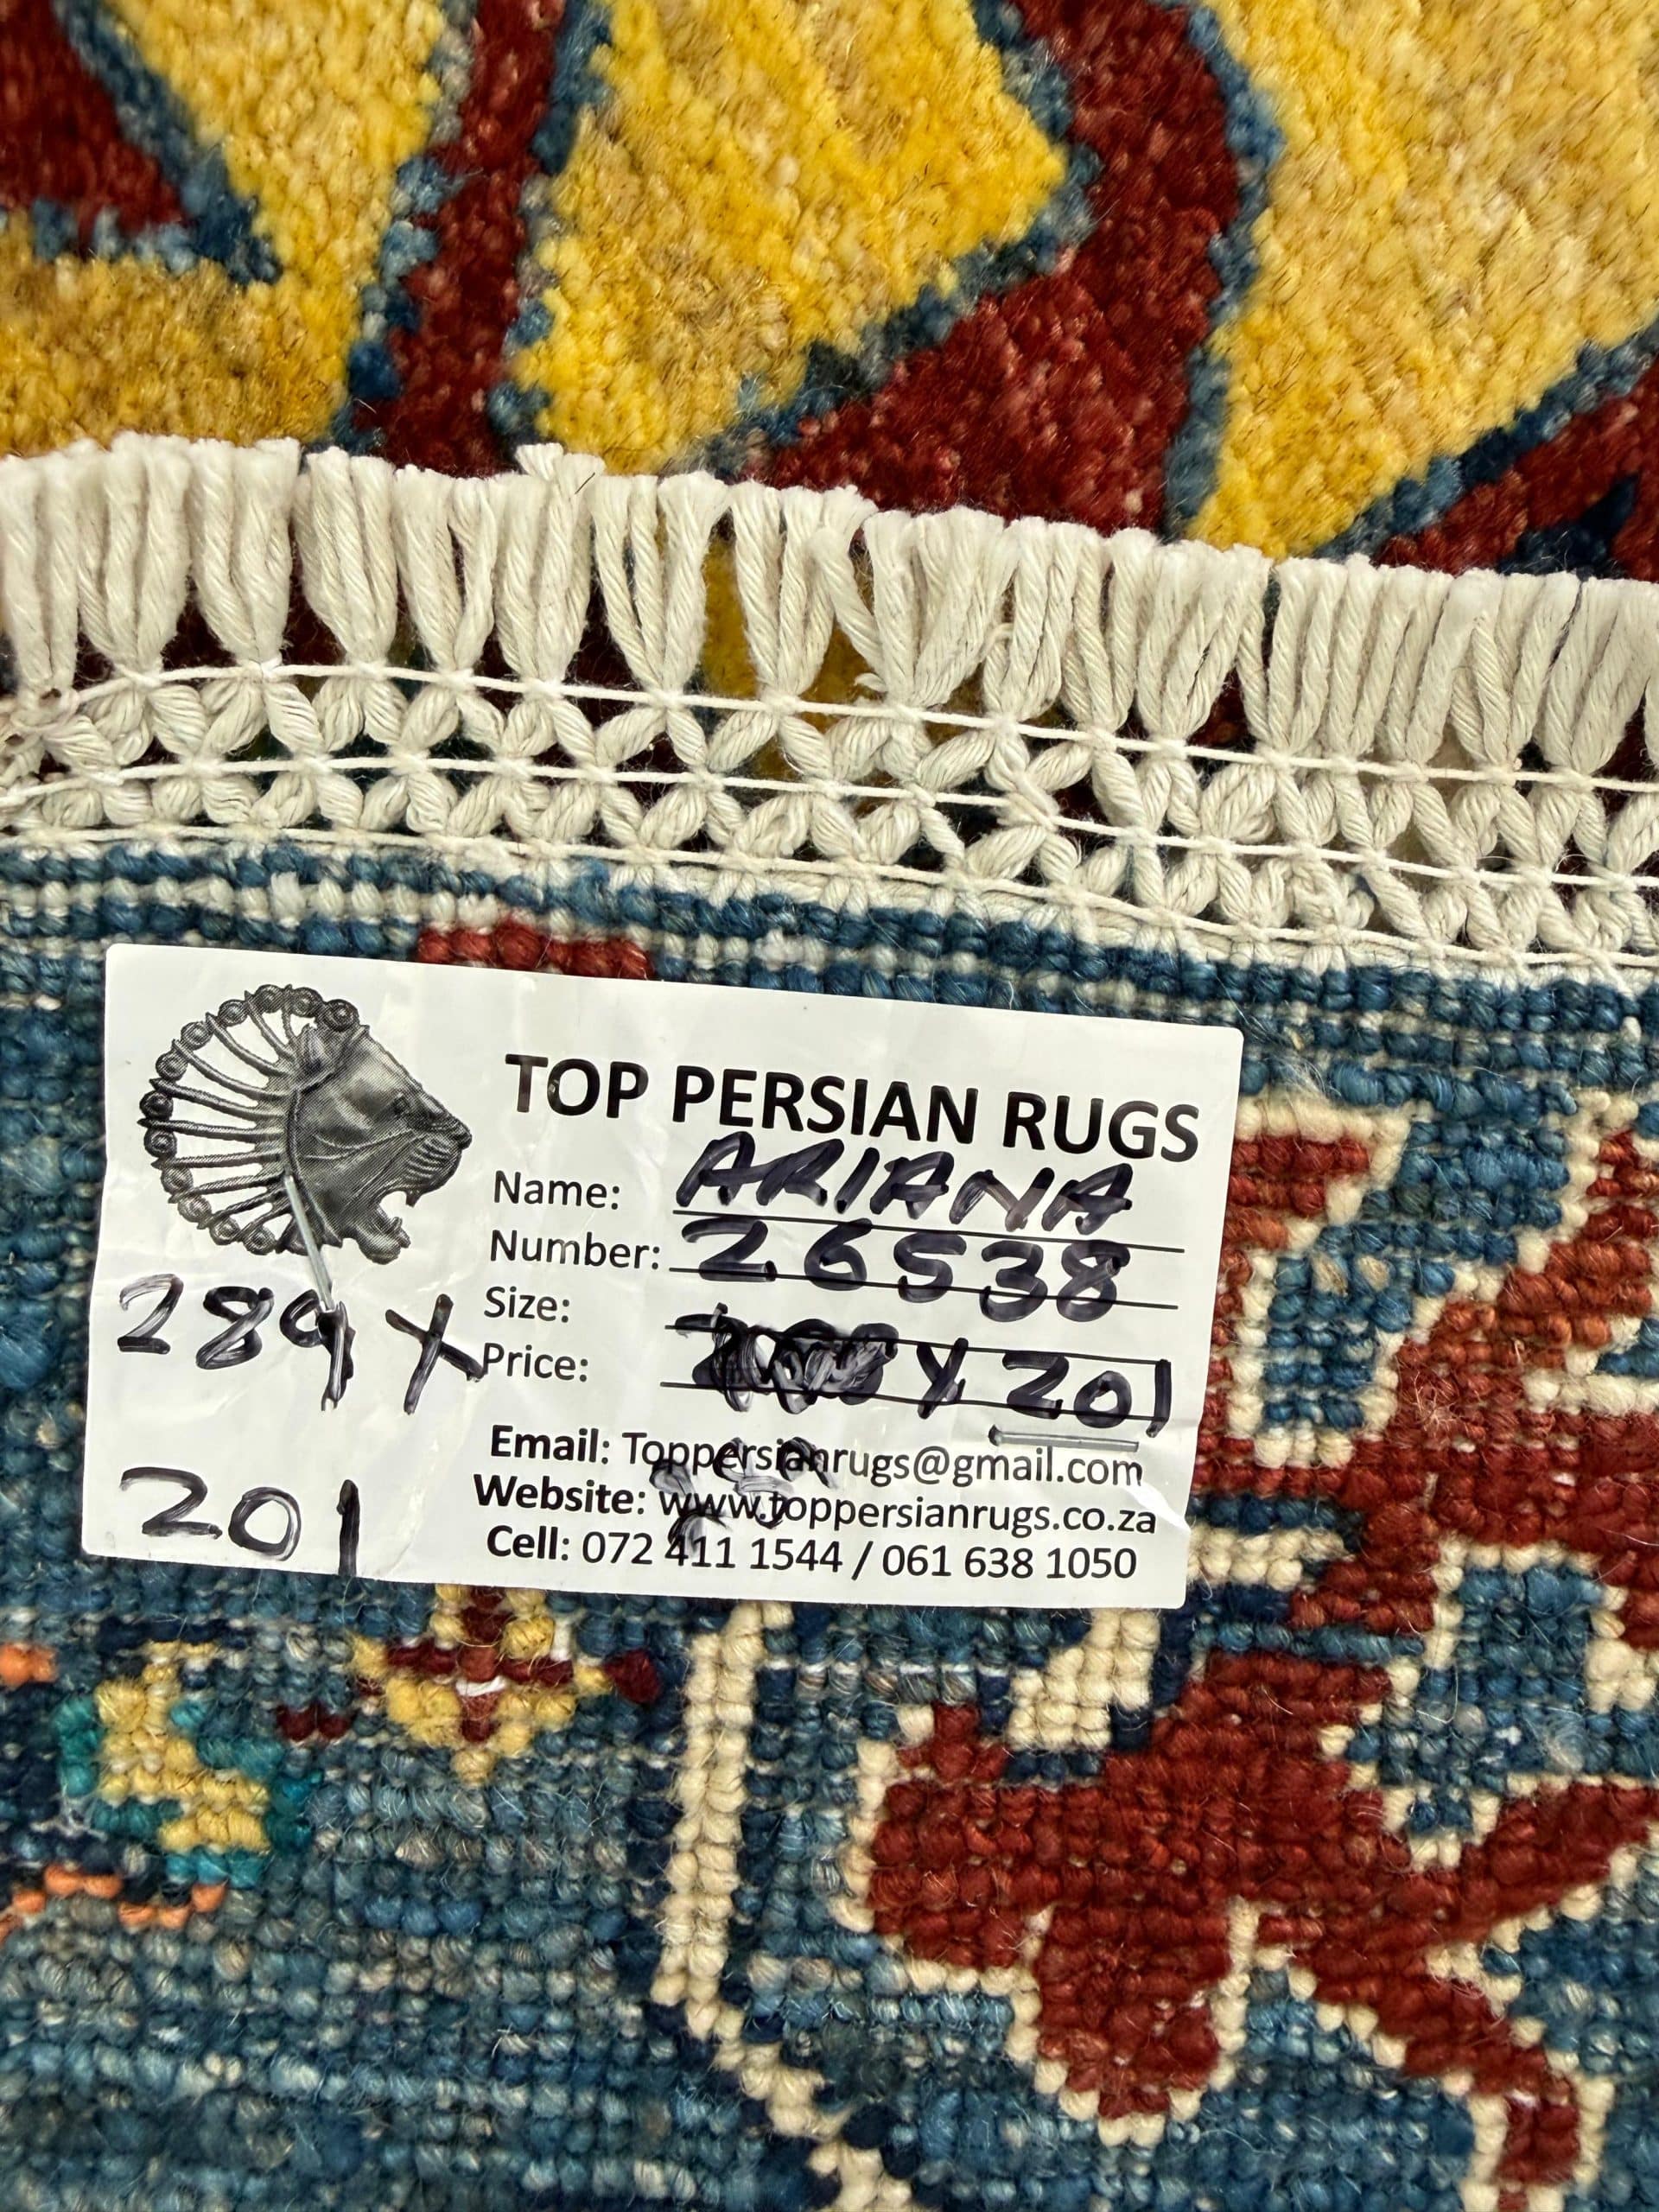 TOP PERSIAN RUGS
Name: ARIANA
Number: 26538
Size:
Price: X 201
289 X
201
Email: Toppersianrugs@gmail.com
Website: www.toppersianrugs.co.za
Cell: 072 411 1544 / 061 638 1050